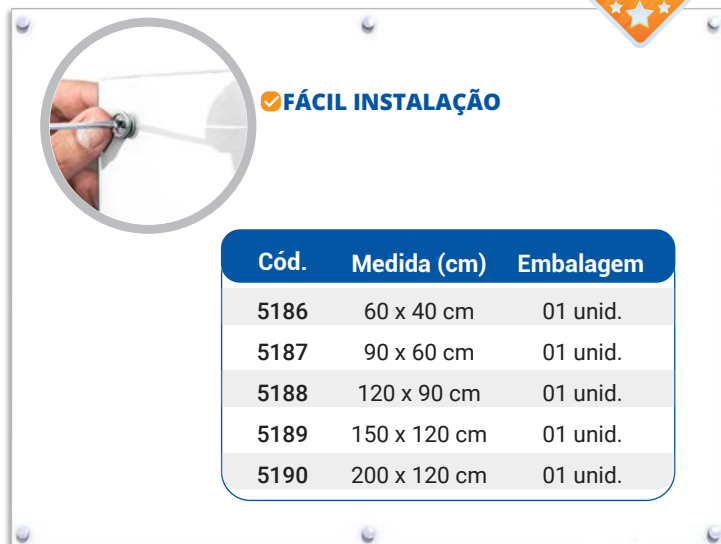 FÁCIL INSTALAÇÃO
Cód. Medida (cm) Embalagem
5186 60 x 40 cm 01 unid.
5187 90 x 60 cm 01 unid.
5188 120 x 90 cm 01 unid.
5189 150 x 120 cm 01 unid.
5190 200 x 120 cm 01 unid.